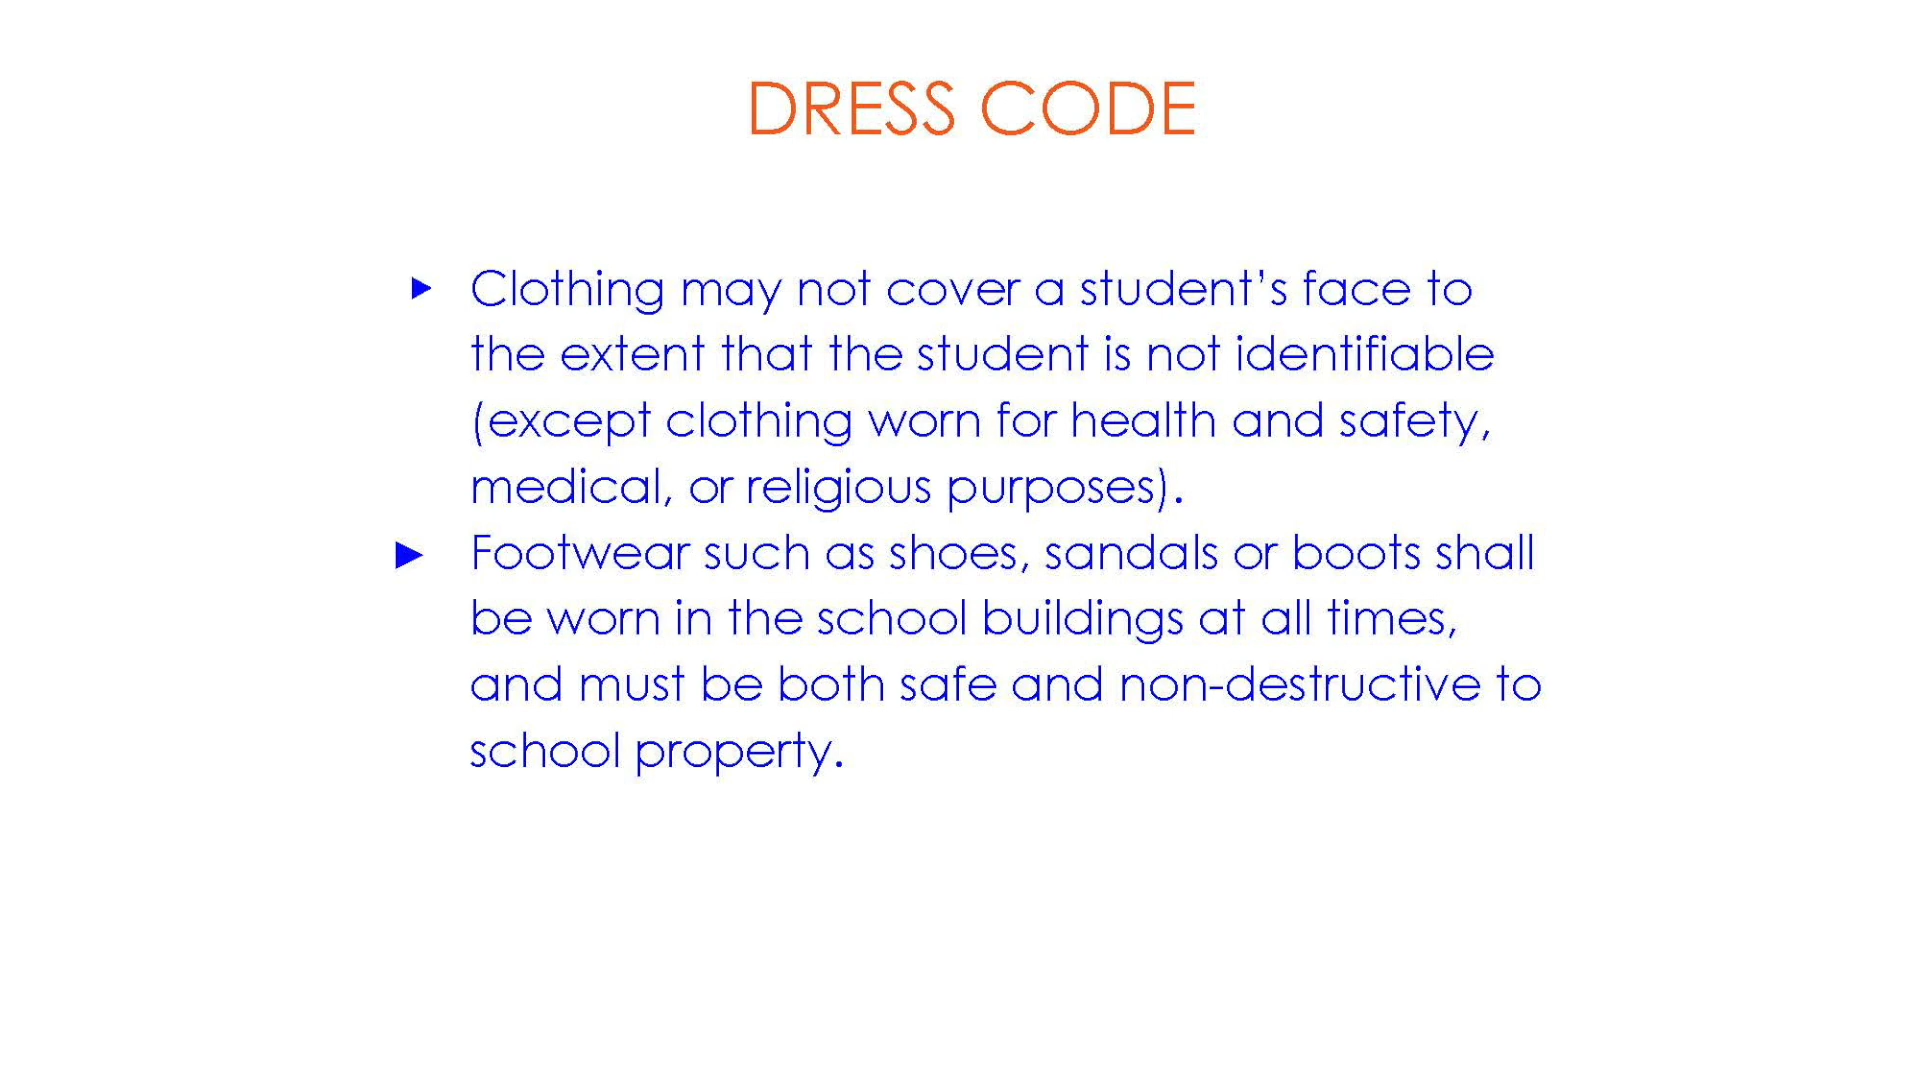 DRESS CODE
► Clothing may not cover a student’s face to
the extent that the student is not identifiable
(except clothing worn for health and safety,
medical, or religious purposes).
► Footwear such as shoes, sandals or boots shall
be worn in the school buildings at all times,
and must be both safe and non-destructive to
school property.